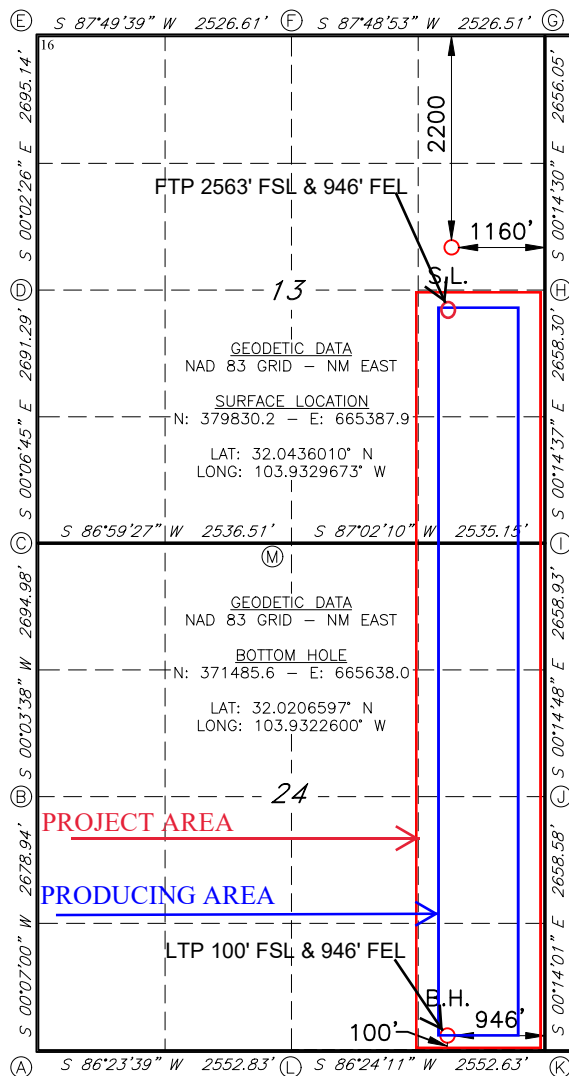 E S 87°49'39" W 2526.61' F S 87°48'53" W 2526.51' G
16
S 00°02'26" E 2695.14'
S 00°14'30" E 2656.05'
2200
FTP 2563' FSL & 946' FEL
1160'
S.L.
D 13 H
S 00°06'45" E 2691.29'
S 00°14'37" E 2658.30'
GEODETIC DATA
NAD 83 GRID – NM EAST
SURFACE LOCATION
N: 379830.2 – E: 665387.9
LAT: 32.0436010° N
LONG: 103.9329673° W
S 86°59'27" W 2536.51' S 87°02'10" W 2535.15'
C M I
S 00°03'38" W 2694.98'
S 00°14'48" E 2658.93'
GEODETIC DATA
NAD 83 GRID – NM EAST
BOTTOM HOLE
N: 371485.6 – E: 665638.0
LAT: 32.0206597° N
LONG: 103.9322600° W
B 24 J
PROJECT AREA
S 00°07'00" W 2678.94'
S 00°14'01" E 2658.58'
PRODUCING AREA
LTP 100' FSL & 946' FEL
B.H.
946'
100'
A S 86°23'39" W 2552.83' L S 86°24'11" W 2552.63' K